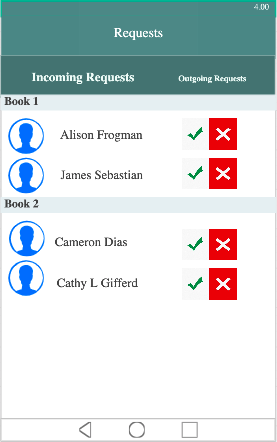 4.00
Requests
Incoming Requests Outgoing Requests
Book 1
Alison Frogman
James Sebastian
Book 2
Cameron Dias
Cathy L Gifferd